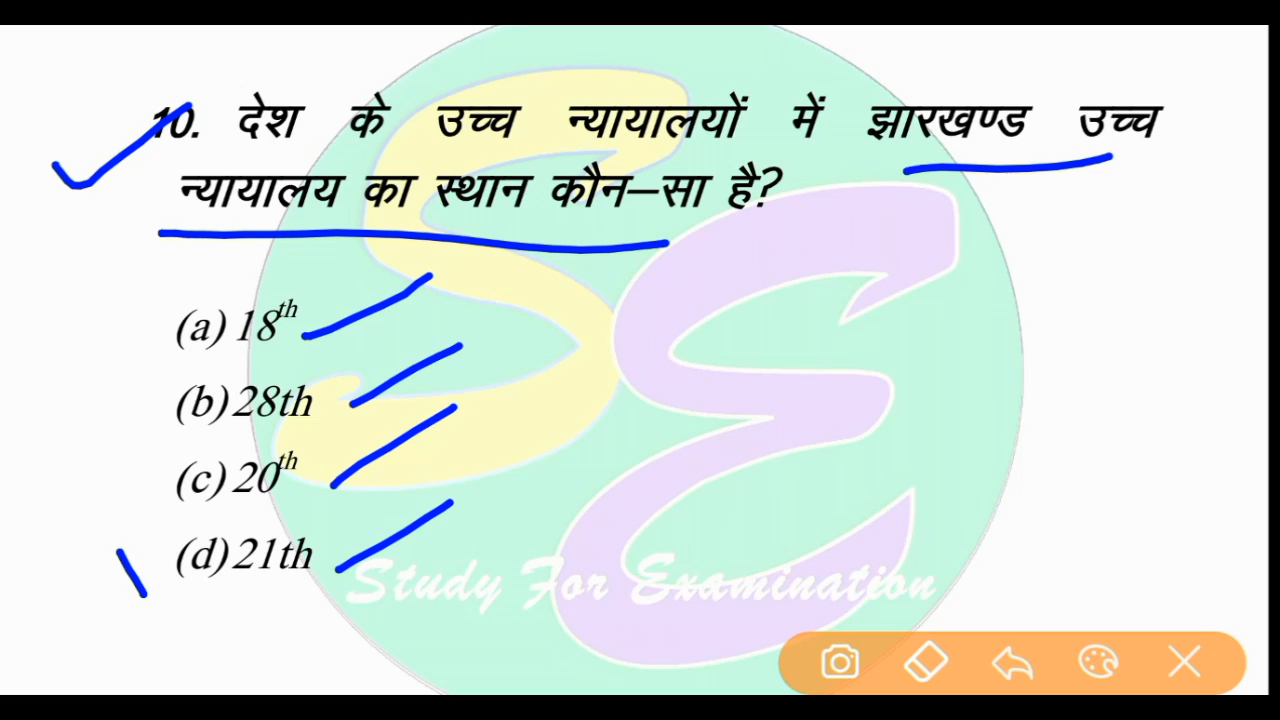 10. देश के उच्च न्यायालयों में झारखण्ड उच्च
न्यायालय का स्थान कौन–सा है?
(a) 18th
(b) 28th
(c) 20th
(d) 21th
Study For Examination